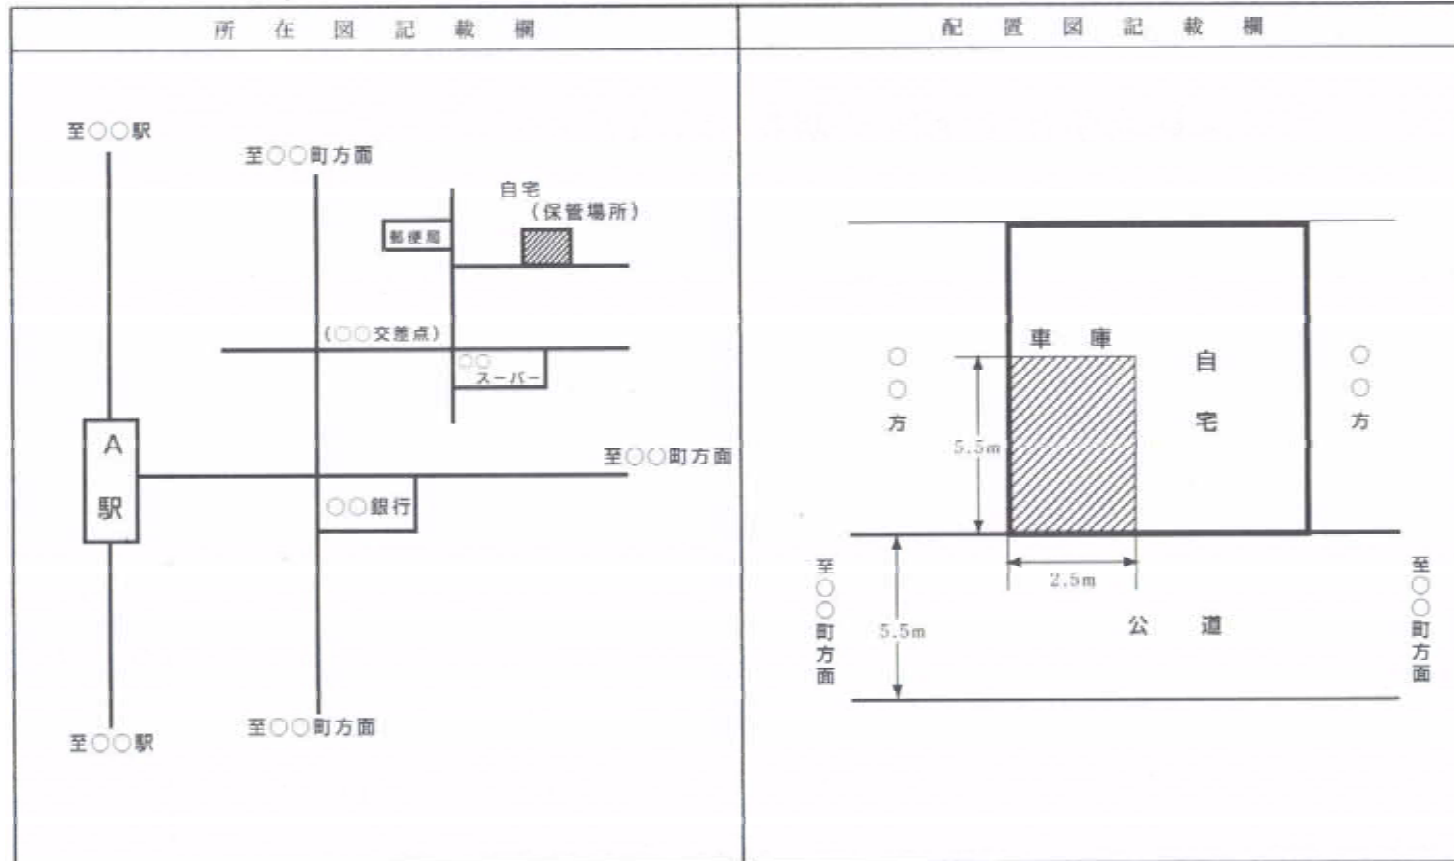 所在図記載欄
至○○駅
至○○町方面
自宅
(保管場所)
郵便局
(○○交差点)
○○
スーパー
A駅
至○○町方面
○○銀行
至○○町方面
至○○駅
配置図記載欄
車庫
自宅
○○方
○○方
5.5m
2.5m
5.5m
公道
至○○町方面
至○○町方面